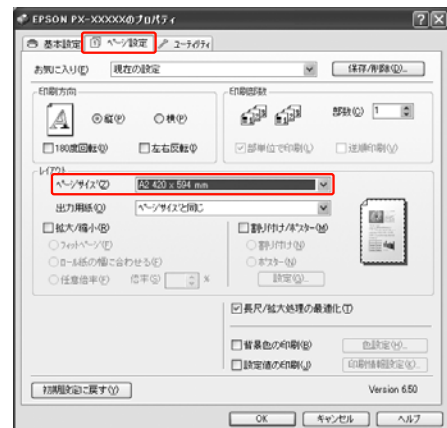 EPSON PX-XXXXXのプロパティ
基本設定 ページ設定 ユーティリティ
お気に入り(E) 現在の設定 保存/削除(D)...
印刷方向
縦(P) 横(O)
180度回転(I) 左右反転(I)
印刷部数
部数(C) 1
部単位で印刷(L) 逆順印刷(V)
レイアウト
ページサイズ(Z) A2 420 x 594 mm
出力用紙(O) ページサイズと同じ
拡大/縮小(R) 割り付け/ポスター(M)
フィットページ(E) 割り付け(U)
ロール紙の幅に合わせる(E) ポスター(M)
任意倍率(F) 倍率(S) % 設定(G)...
長尺/拡大処理の最適化(T)
背景色の印刷(B) 色設定(H)...
設定値の印刷(J) 印刷情報設定(K)...
初期設定に戻す(Y) Version 6.50
OK キャンセル ヘルプ